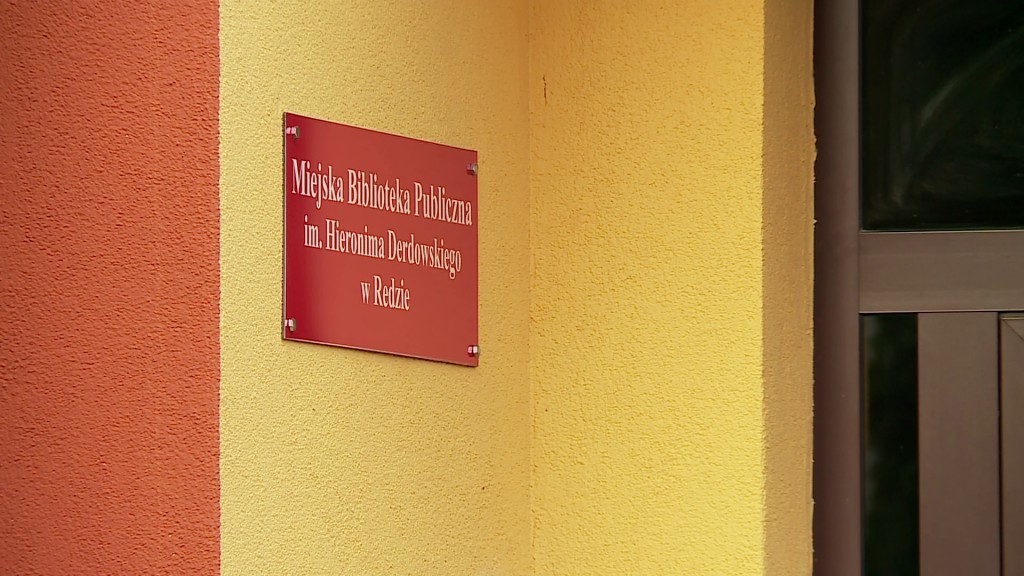 Miejska Biblioteka Publiczna
im. Hieronima Derdowskiego
w Redzie